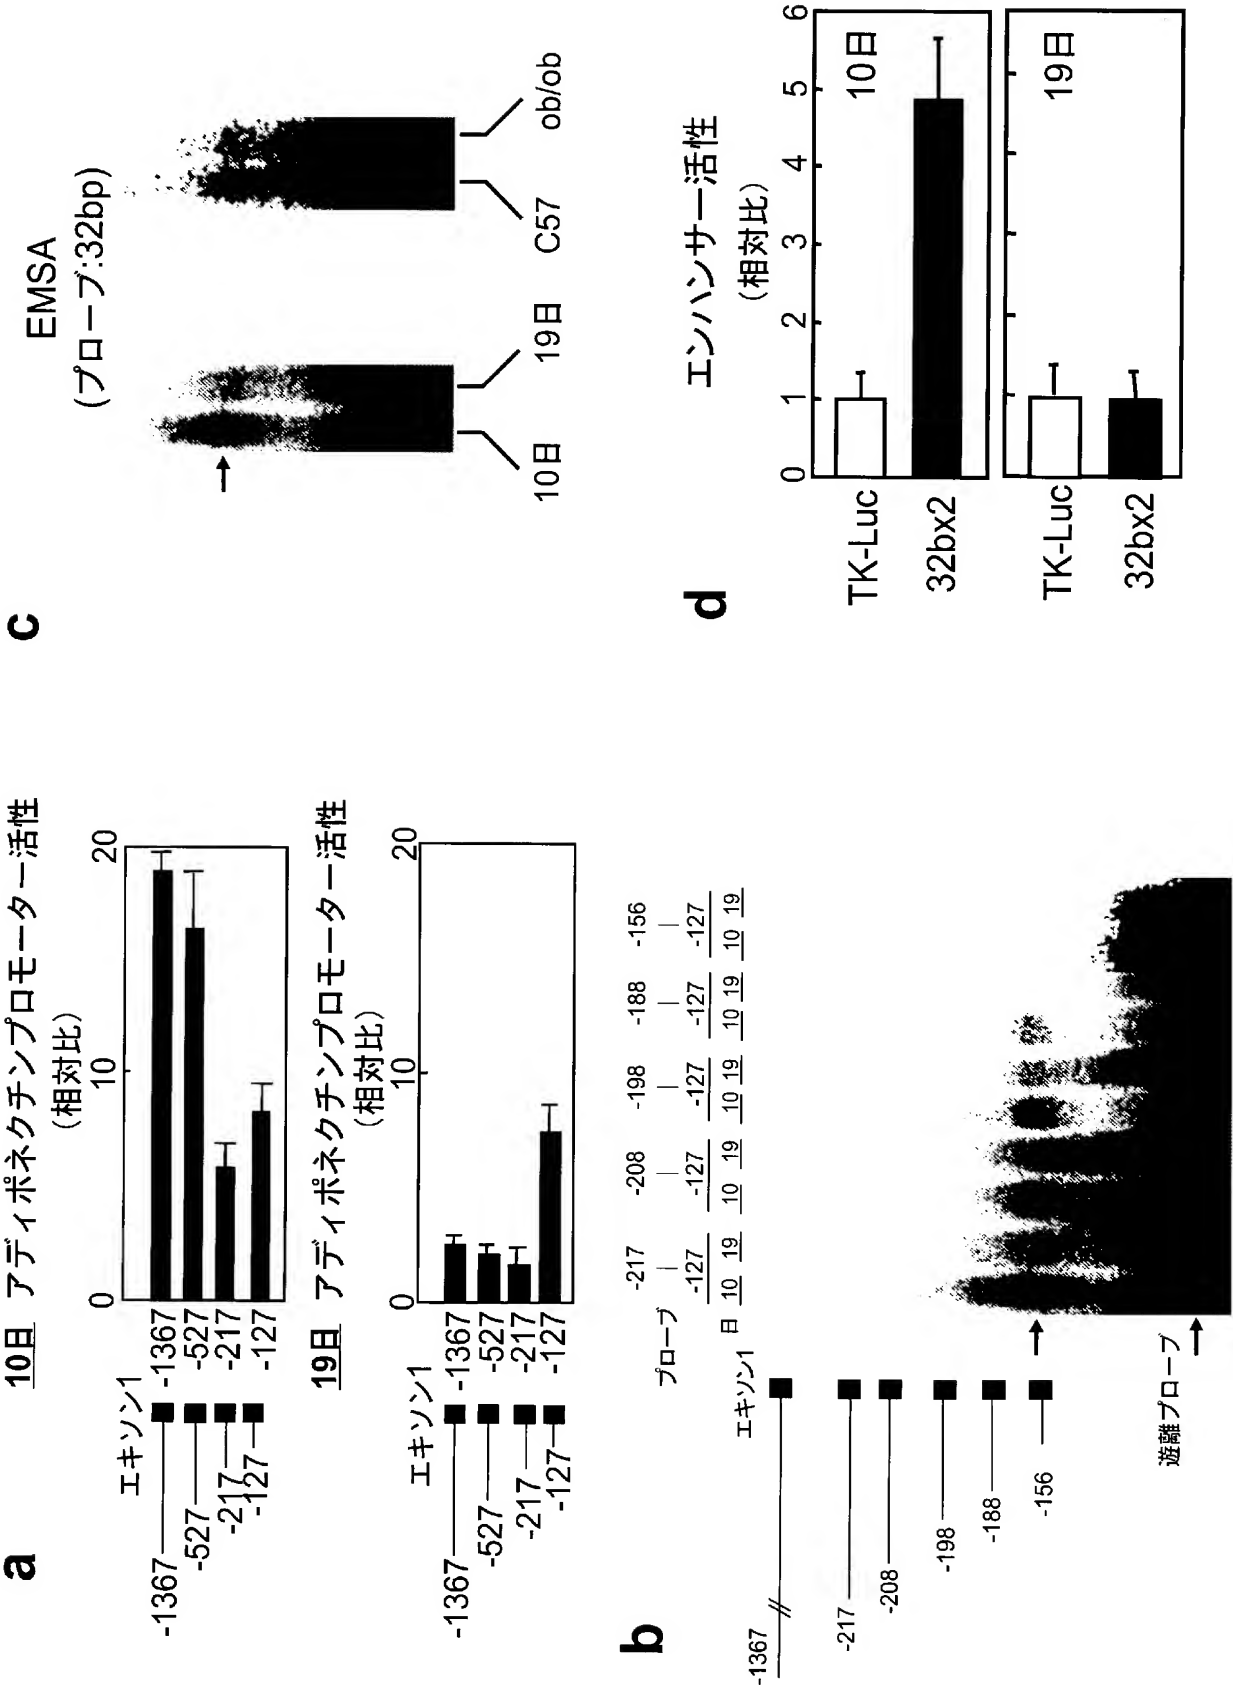 a
10日 アディポネクチンプロモーター活性
(相対比)
0 10 20
エキソン1
-1367 -1367
-527 -527
-217 -217
-127 -127
19日 アディポネクチンプロモーター活性
(相対比)
0 10 20
エキソン1
-1367 -1367
-527 -527
-217 -217
-127 -127
b
プローブ
-217 -208 -198 -188 -156
-127 -127 -127 -127 -127
日 10 19 10 19 10 19 10 19 10 19
エキソン1
-1367
-217
-208
-198
-188
-156
遊離プローブ
c
EMSA
(プローブ:32bp)
10日 19日 C57 ob/ob
d
エンハンサー活性
(相対比)
0 1 2 3 4 5 6
TK-Luc
32bx2
10日
TK-Luc
32bx2
19日